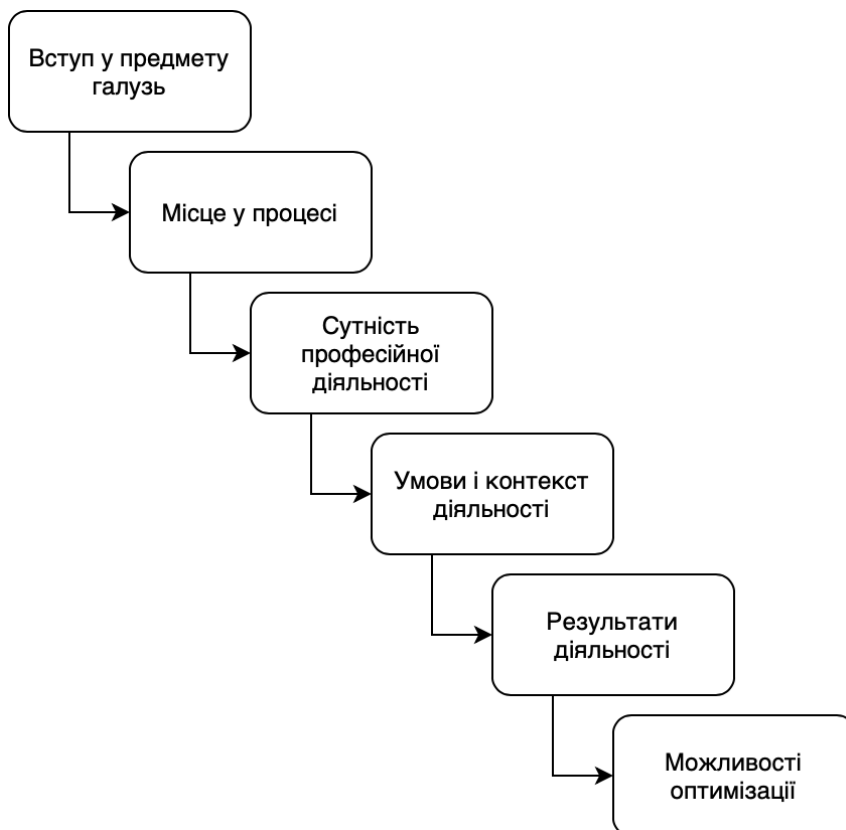 Вступ у предмету
галузь
Місце у процесі
Сутність
професійної
діяльності
Умови і контекст
діяльності
Результати
діяльності
Можливості
оптимізації